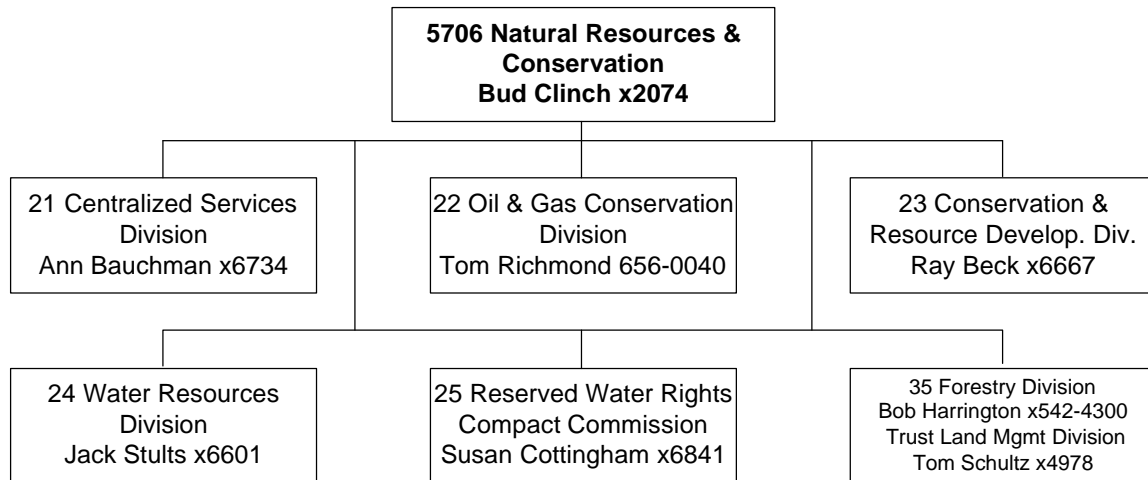 5706 Natural Resources &
Conservation
Bud Clinch x2074
21 Centralized Services
Division
Ann Bauchman x6734
22 Oil & Gas Conservation
Division
Tom Richmond 656-0040
23 Conservation &
Resource Develop. Div.
Ray Beck x6667
24 Water Resources
Division
Jack Stults x6601
25 Reserved Water Rights
Compact Commission
Susan Cottingham x6841
35 Forestry Division
Bob Harrington x542-4300
Trust Land Mgmt Division
Tom Schultz x4978